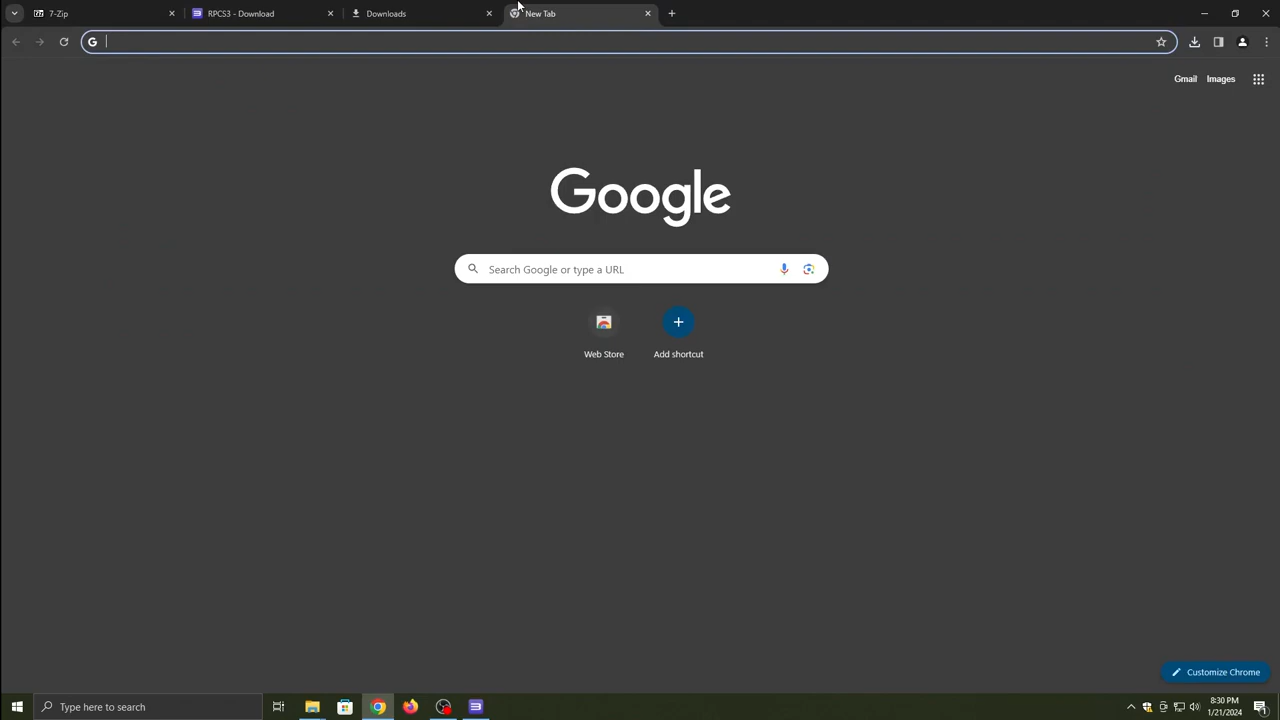 7-Zip
RPCS3 - Download
Downloads
New Tab
Gmail
Images
Google
Search Google or type a URL
Web Store
Add shortcut
Customize Chrome
Type here to search
8:30 PM
1/21/2024